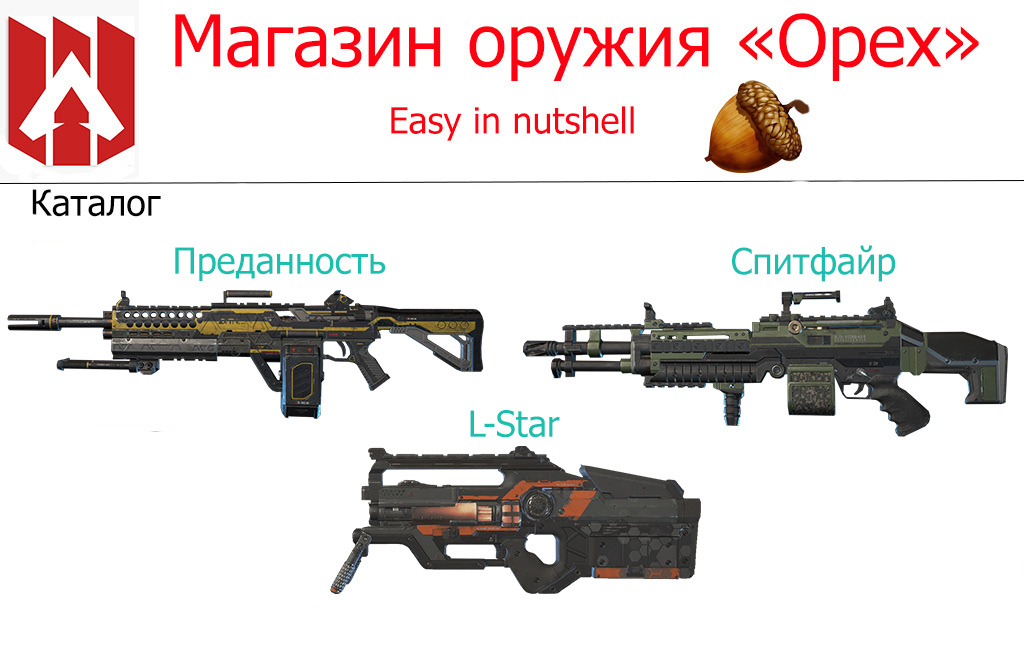 Магазин оружия «Орех»
Easy in nutshell
Каталог
Преданность
Спитфайр
L-Star